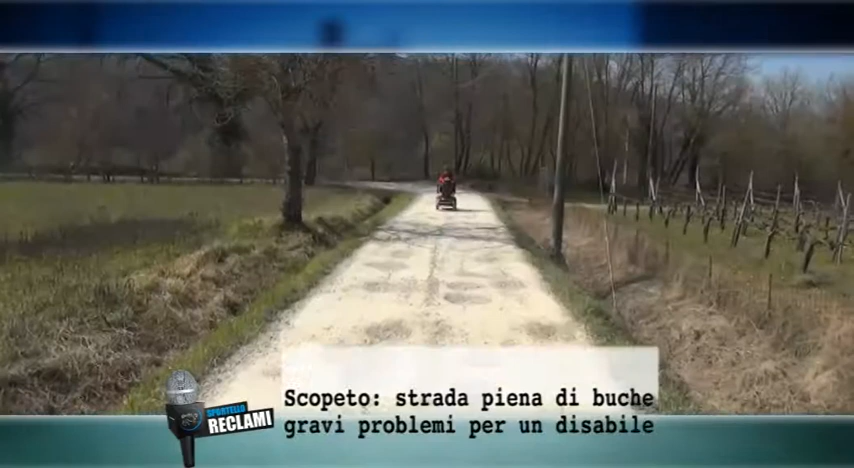 Scopeto: strada piena di buche
gravi problemi per un disabile
SPORTELLO
RECLAMI